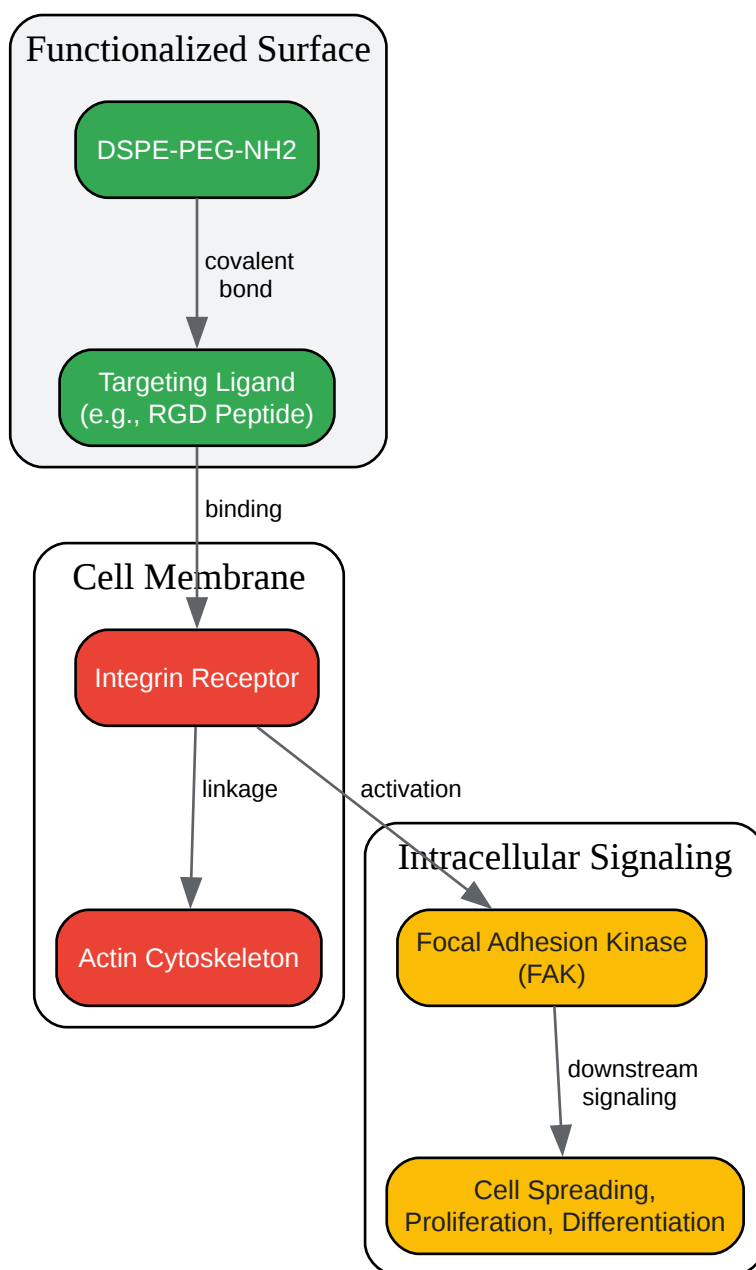 Functionalized Surface
DSPE-PEG-NH2
covalent
bond
Targeting Ligand
(e.g., RGD Peptide)
binding
Cell Membrane
Integrin Receptor
linkage
activation
Intracellular Signaling
Actin Cytoskeleton
Focal Adhesion Kinase
(FAK)
downstream
signaling
Cell Spreading,
Proliferation, Differentiation